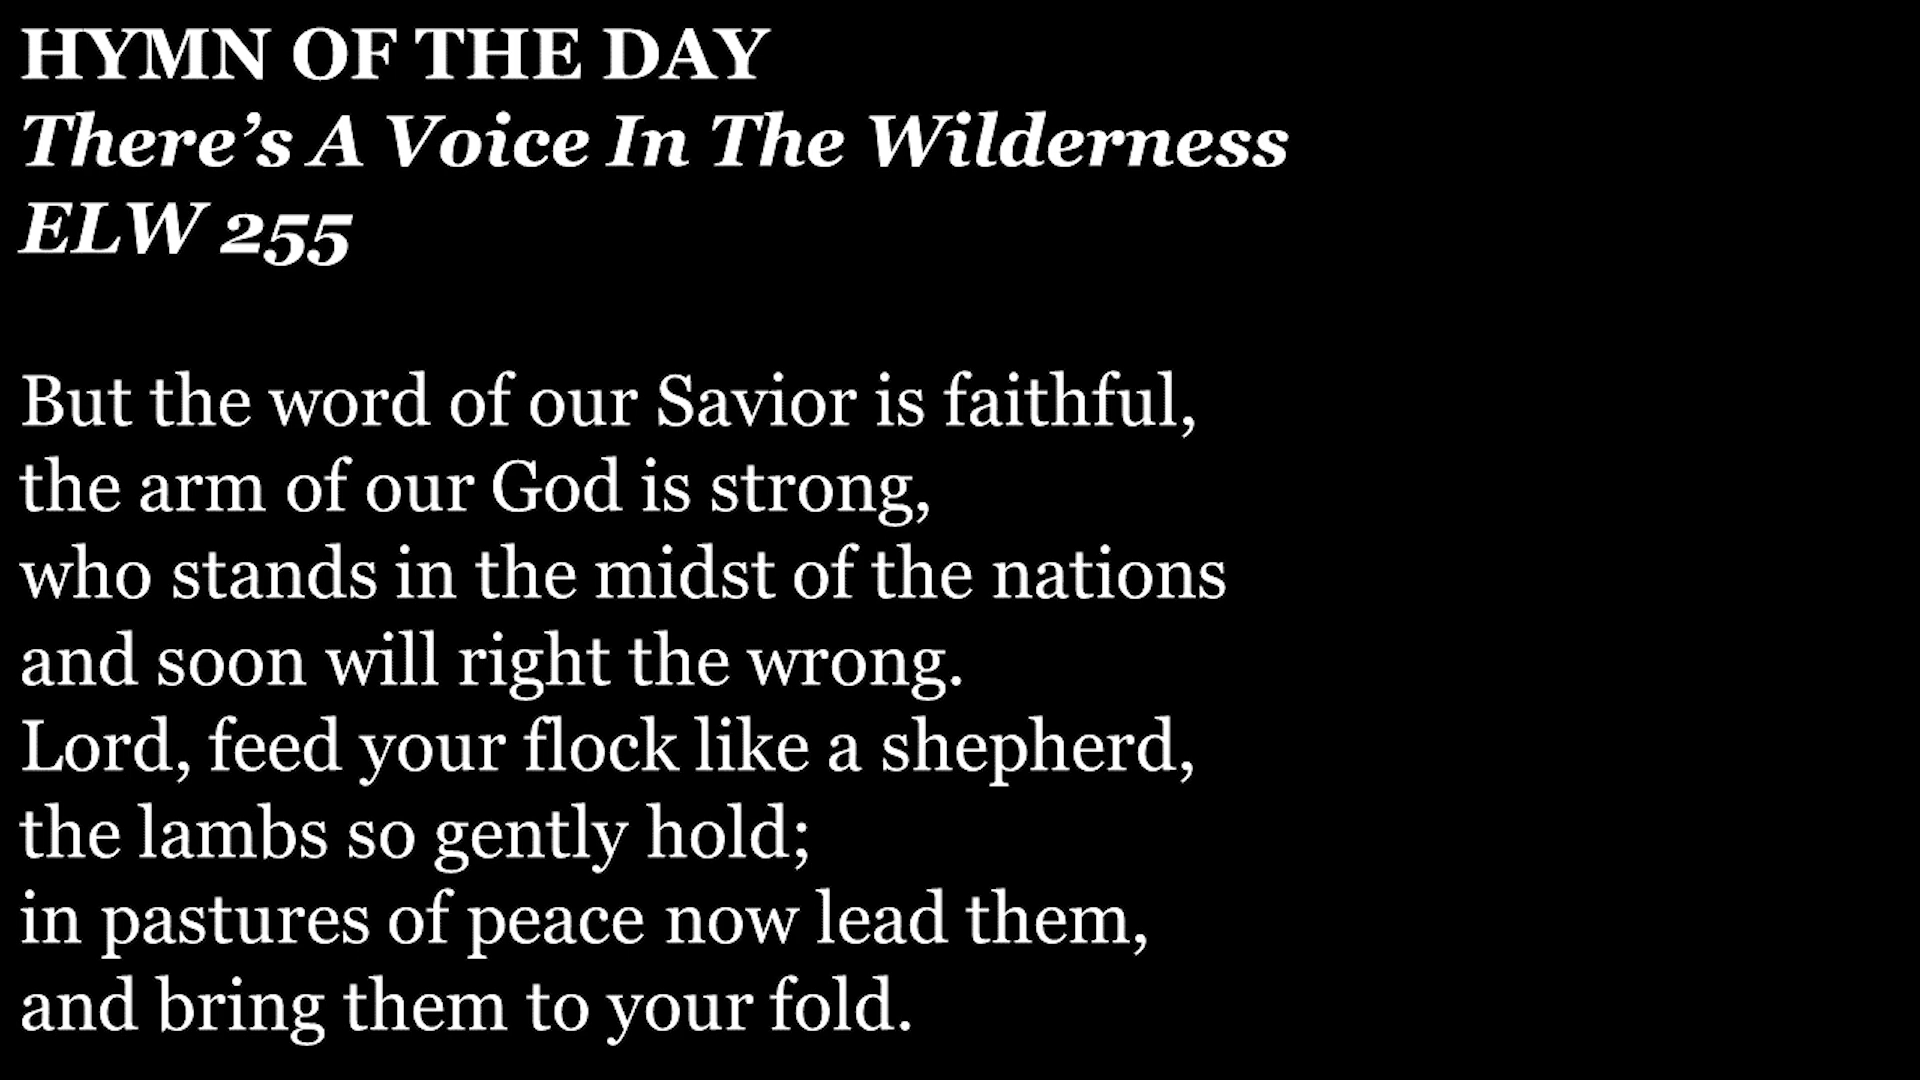 HYMN OF THE DAY
There’s A Voice In The Wilderness
ELW 255
But the word of our Savior is faithful,
the arm of our God is strong,
who stands in the midst of the nations
and soon will right the wrong.
Lord, feed your flock like a shepherd,
the lambs so gently hold;
in pastures of peace now lead them,
and bring them to your fold.